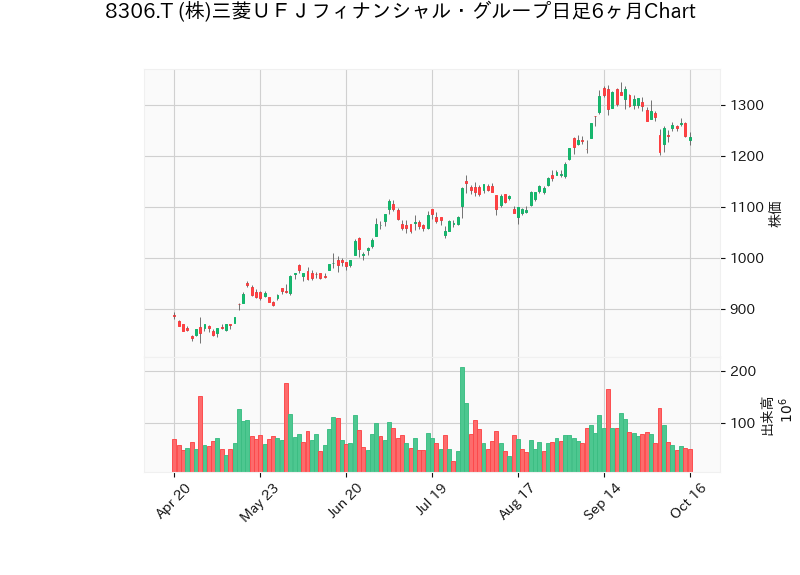 8306.T (株)三菱ＵＦＪフィナンシャル・グループ日足6ヶ月Chart
1300
1200
1100
1000
900
株価
200
100
出来高
10⁶
Apr 20
May 23
Jun 20
Jul 19
Aug 17
Sep 14
Oct 16